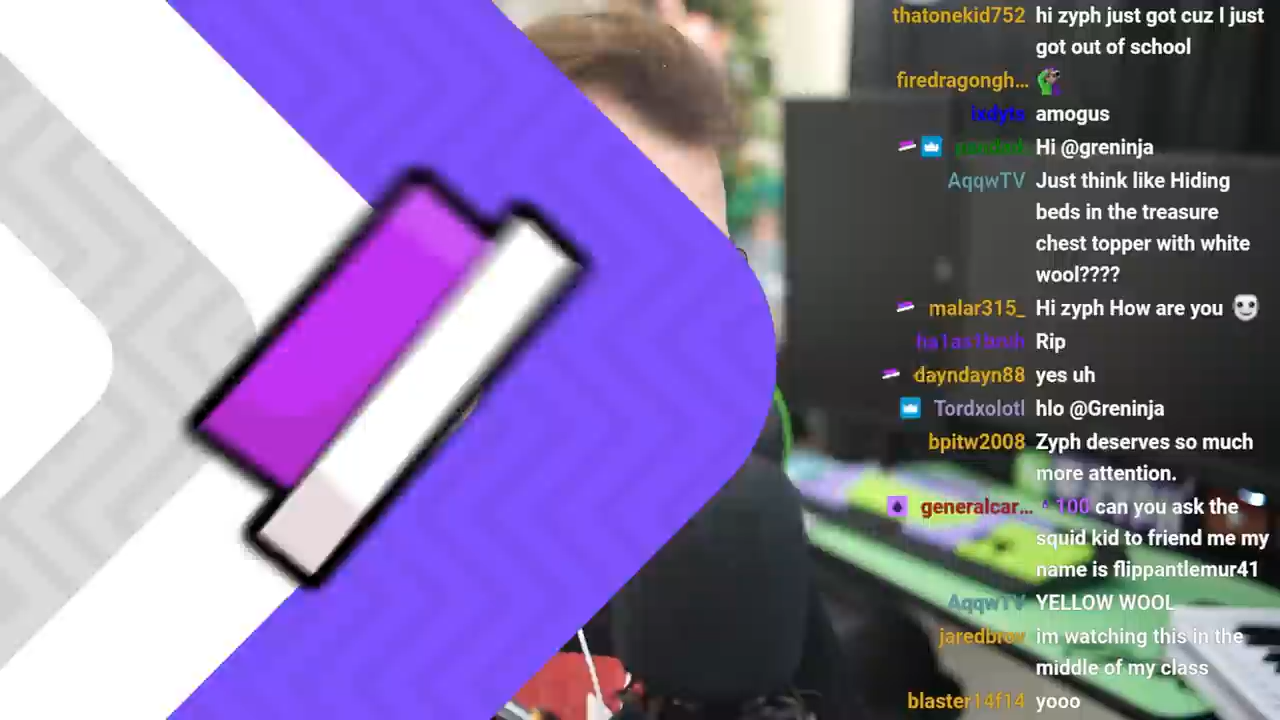 thatonekid752 hi zyph just got cuz I just
got out of school
firedragongh...
amogus
Hi @greninja
AqqwTV Just think like Hiding
beds in the treasure
chest topper with white
wool????
malar315_ Hi zyph How are you
Rip
dayndayn88 yes uh
Tordxolotl hlo @Greninja
bpitw2008 Zyph deserves so much
more attention.
generalcar... 100 can you ask the
squid kid to friend me my
name is flippantlemur41
AqqwTV YELLOW WOOL
im watching this in the
middle of my class
blaster14f14 yooo